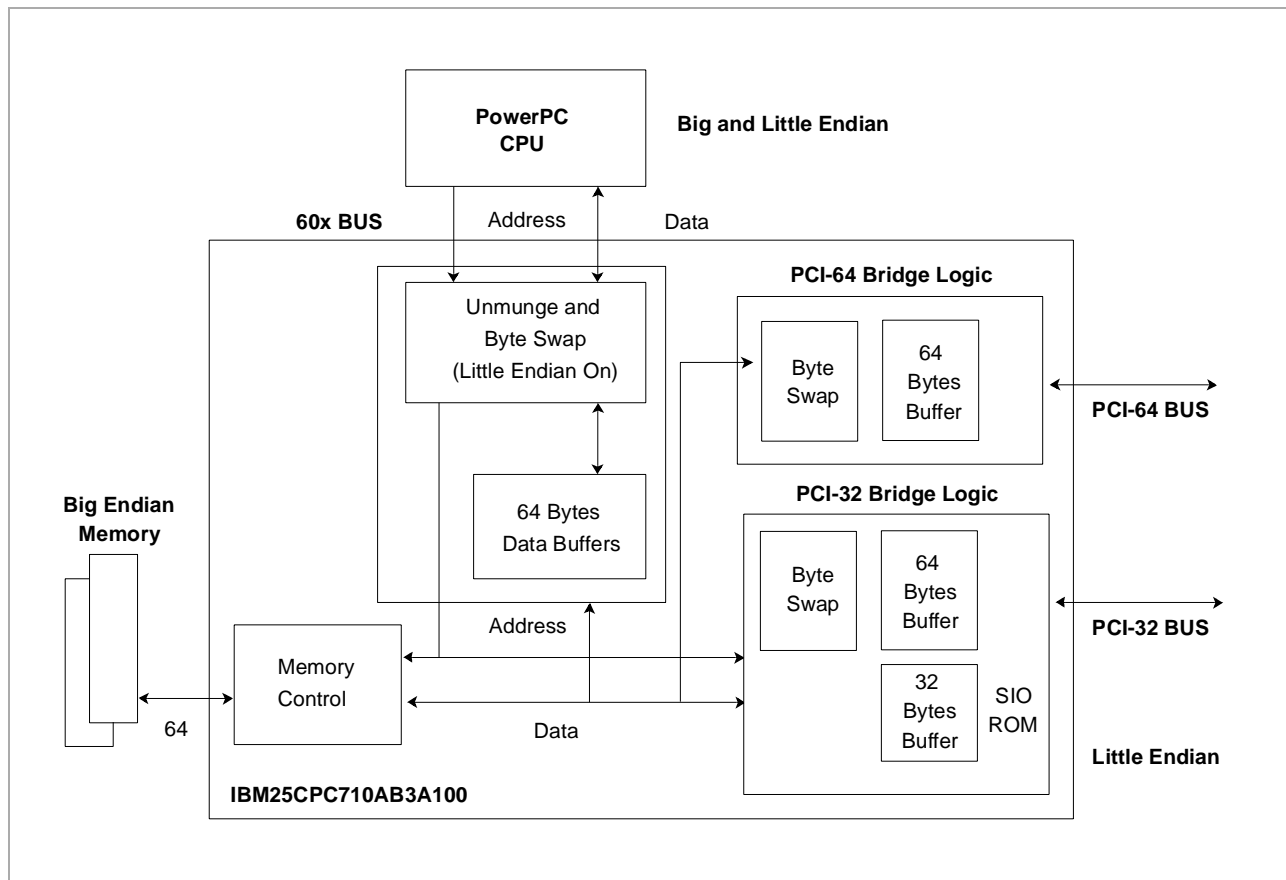 PowerPC
CPU
Big and Little Endian
60x BUS
Address
Data
Unmunge and
Byte Swap
(Little Endian On)
64 Bytes
Data Buffers
PCI-64 Bridge Logic
Byte
Swap
64
Bytes
Buffer
PCI-64 BUS
Big Endian
Memory
64
Memory
Control
Address
Data
PCI-32 Bridge Logic
Byte
Swap
64
Bytes
Buffer
PCI-32 BUS
32
Bytes
Buffer
SIO
ROM
Little Endian
IBM25CPC710AB3A100